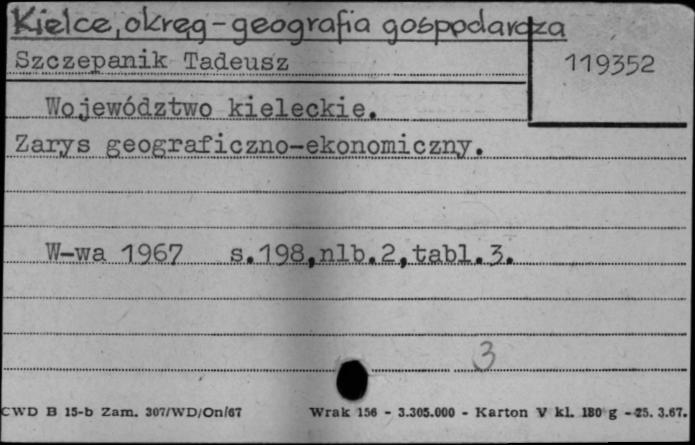 Kielce, okręg - geografia gospodarcza
Szczepanik Tadeusz
119352
Województwo kieleckie.
Zarys geograficzno-ekonomiczny.
W-wa 1967 s.198,nlb.2,tabl.3.
3
CWD B 15-b Zam. 307/WD/On/67 Wrak 156 - 3.305.000 - Karton V kl. 180 g - 25. 3.67.